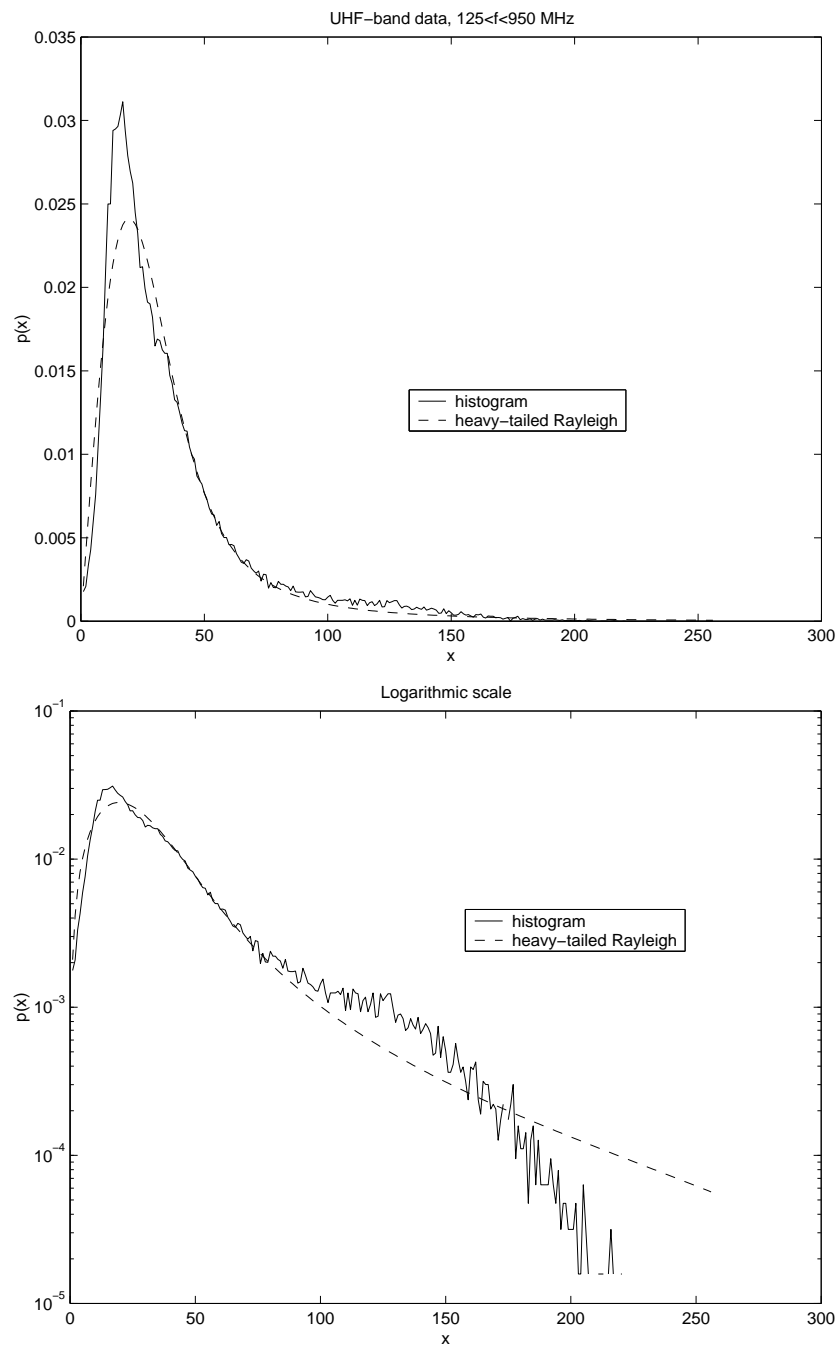 UHF−band data, 125<f<950 MHz
0.035
0.03
0.025
0.02
0.015
0.01
0.005
0
p(x)
histogram
heavy−tailed Rayleigh
0 50 100 150 200 250 300
x
Logarithmic scale
10−1
10−2
10−3
10−4
10−5
p(x)
histogram
heavy−tailed Rayleigh
0 50 100 150 200 250 300
x